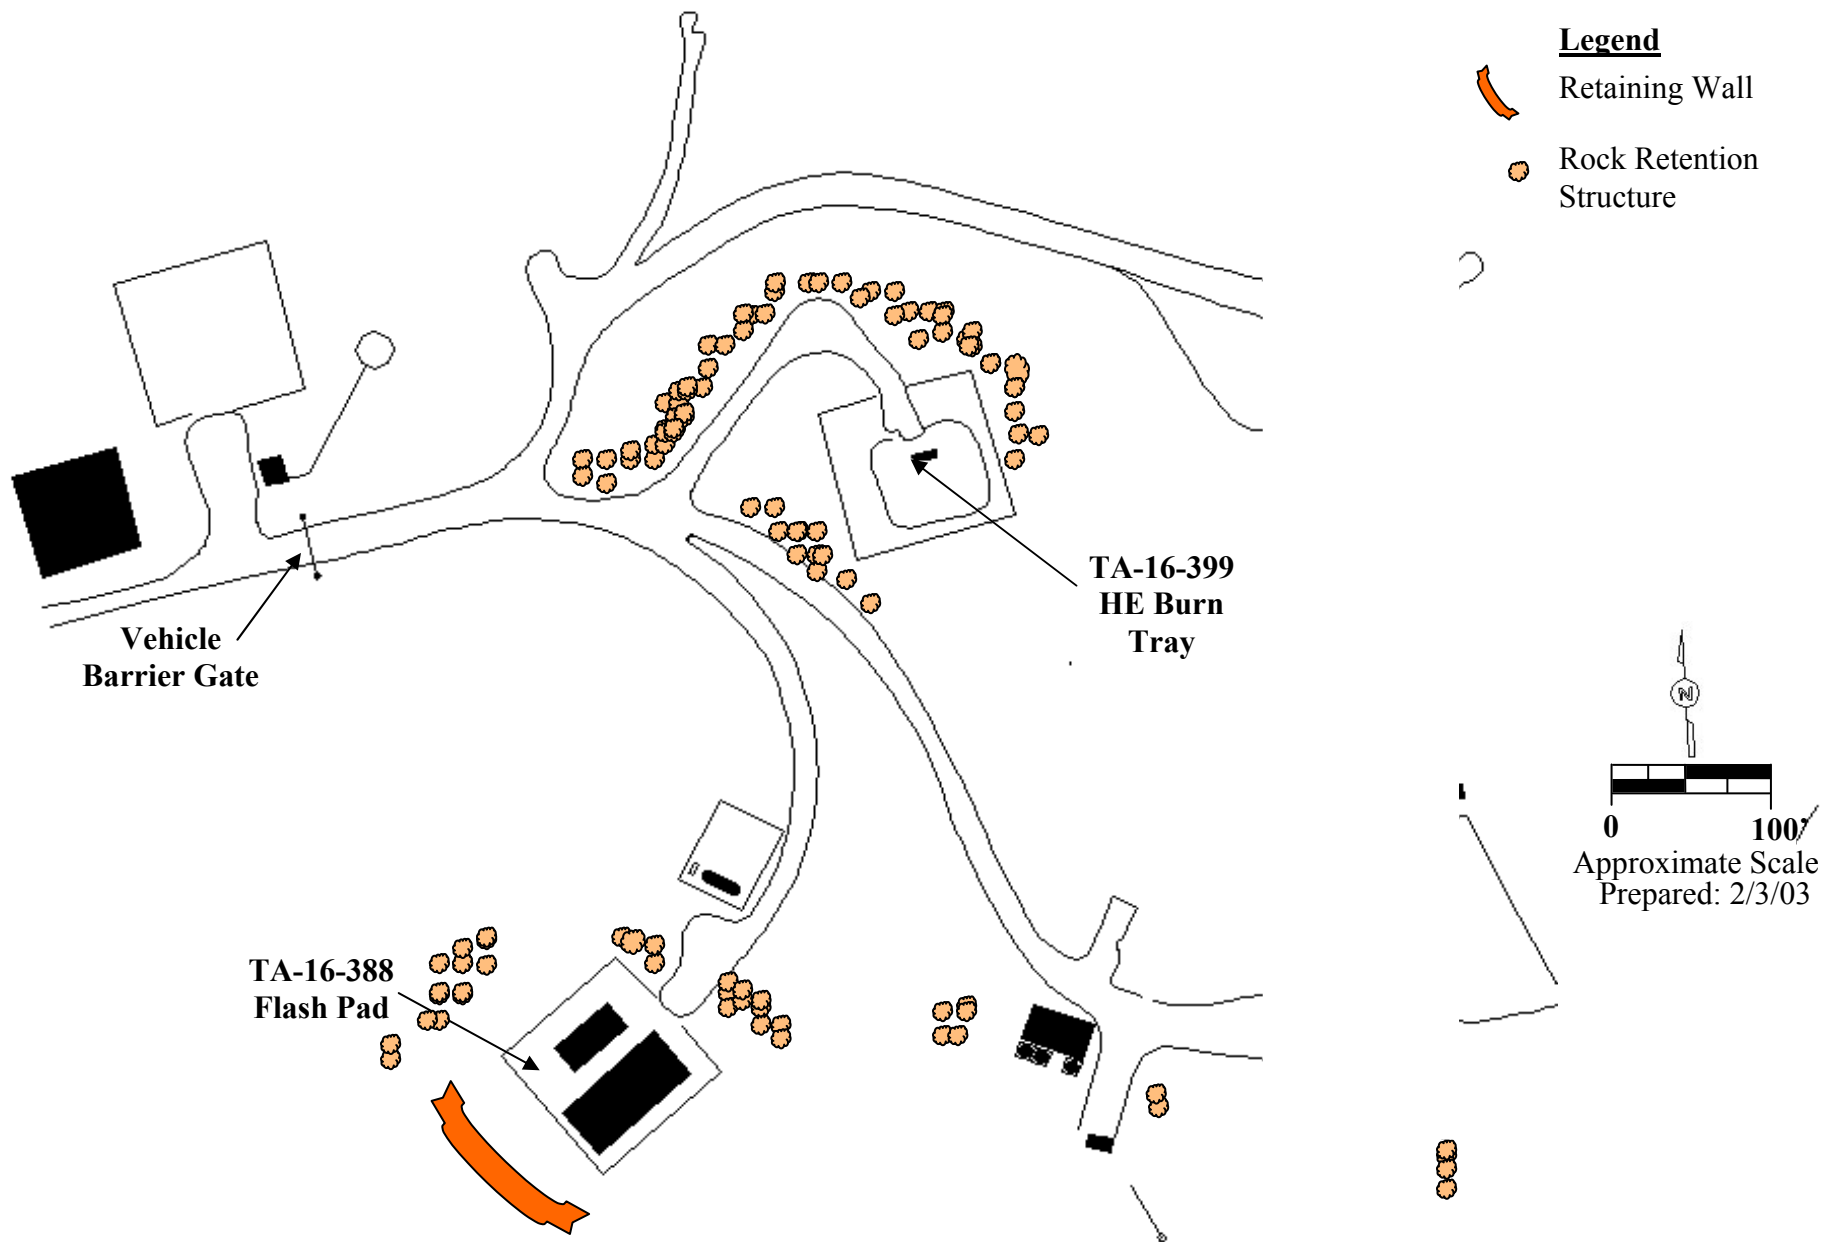 Legend
Retaining Wall
Rock Retention
Structure
TA-16-399
HE Burn
Tray
Vehicle
Barrier Gate
N
0 100'
Approximate Scale
Prepared: 2/3/03
TA-16-388
Flash Pad